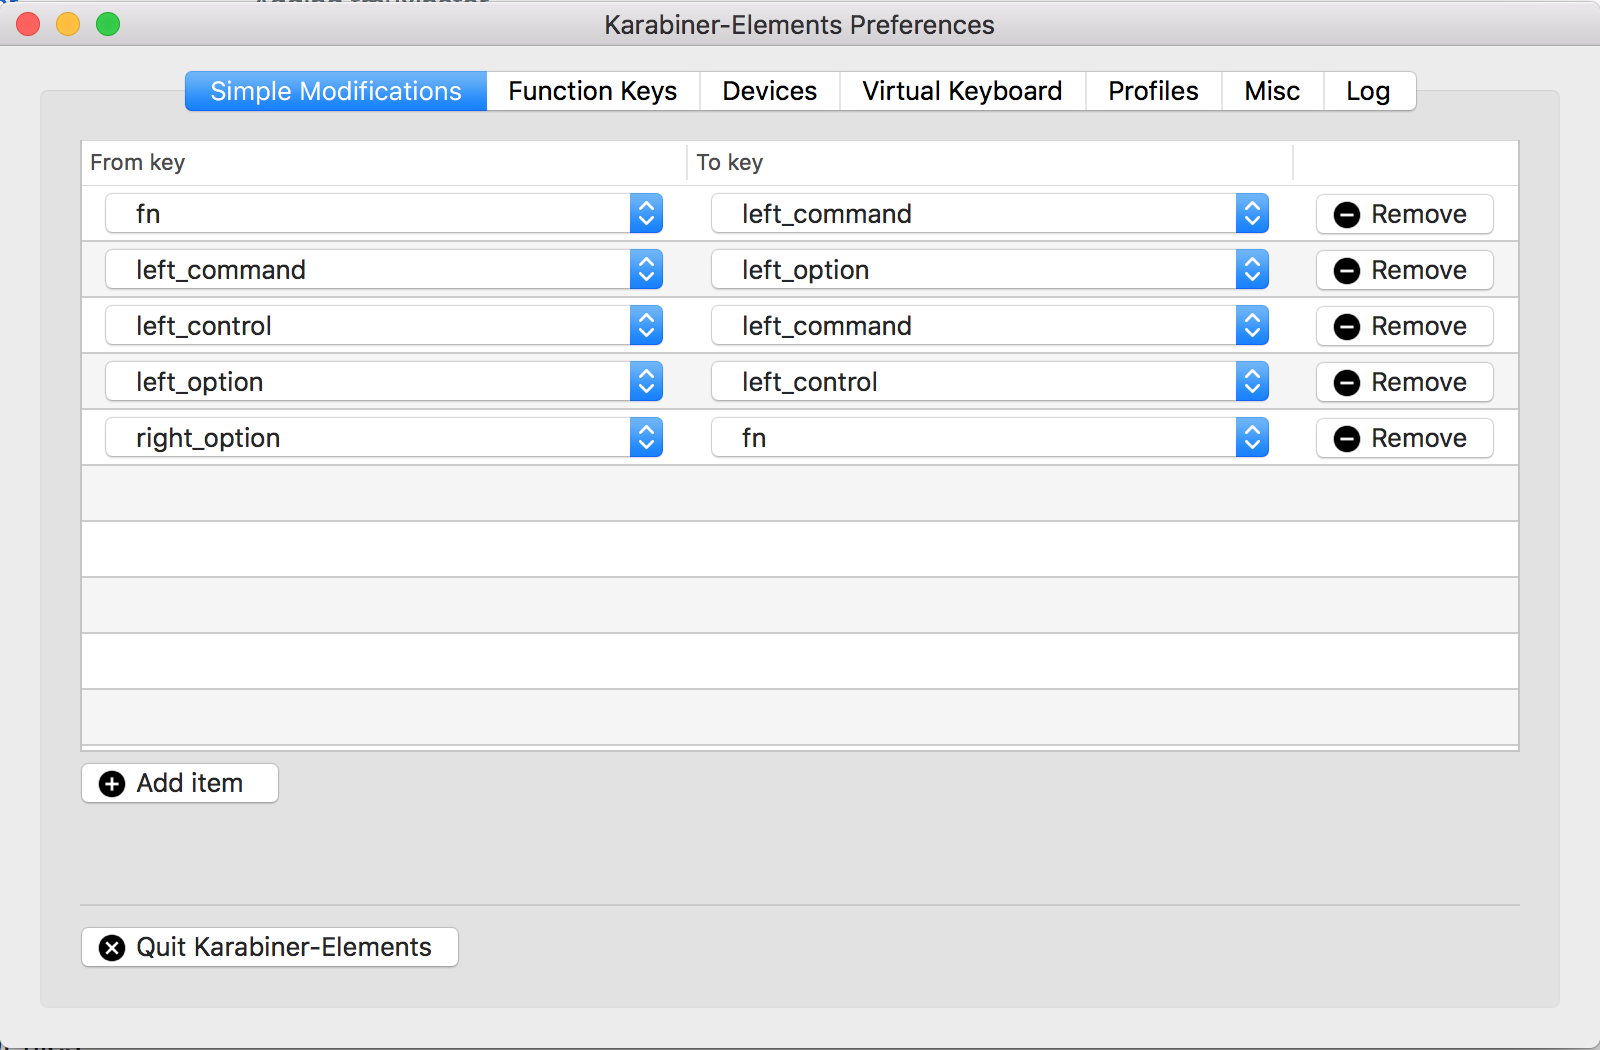 Karabiner-Elements Preferences
Simple Modifications Function Keys Devices Virtual Keyboard Profiles Misc Log
From key To key
fn left_command Remove
left_command left_option Remove
left_control left_command Remove
left_option left_control Remove
right_option fn Remove
Add item
Quit Karabiner-Elements